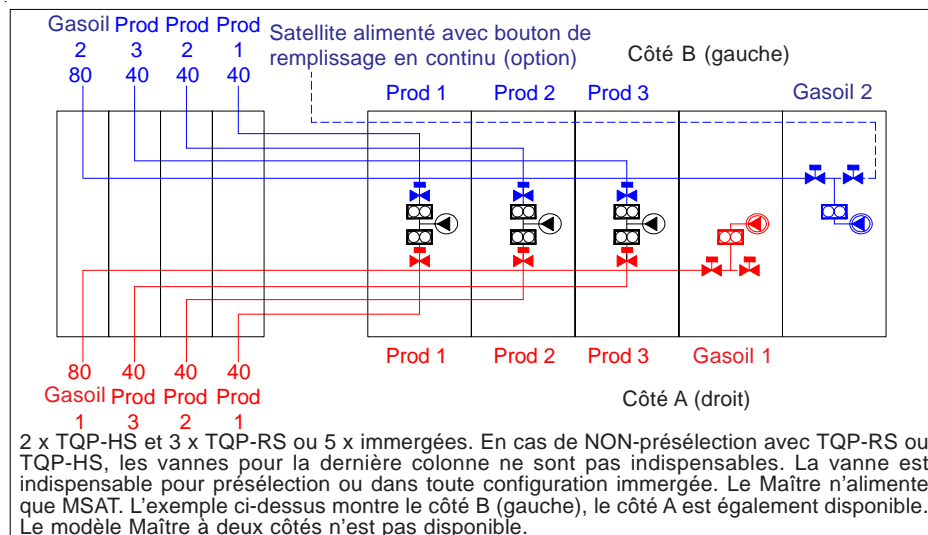 Gasoil Prod Prod Prod
2 3 2 1
80 40 40 40
Satellite alimenté avec bouton de
remplissage en continu (option)
Côté B (gauche)
Prod 1 Prod 2 Prod 3 Gasoil 2
Prod 1 Prod 2 Prod 3 Gasoil 1
80 40 40 40
Gasoil Prod Prod Prod
1 3 2 1
Côté A (droit)
2 x TQP-HS et 3 x TQP-RS ou 5 x immergées. En cas de NON-présélection avec TQP-RS ou
TQP-HS, les vannes pour la dernière colonne ne sont pas indispensables. La vanne est
indispensable pour présélection ou dans toute configuration immergée. Le Maître n’alimente
que MSAT. L’exemple ci-dessus montre le côté B (gauche), le côté A est également disponible.
Le modèle Maître à deux côtés n’est pas disponible.